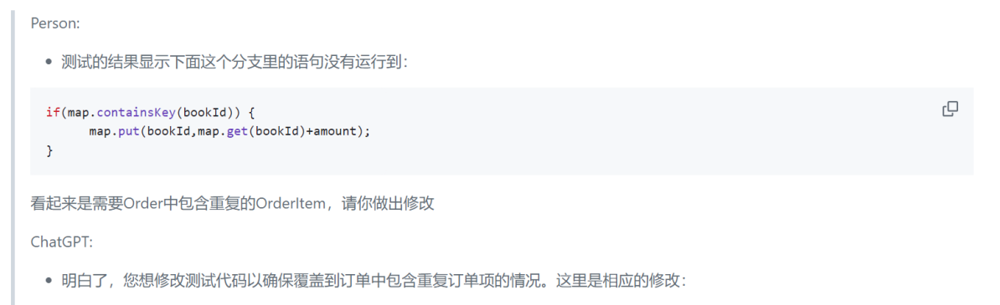 Person:
• 测试的结果显示下面这个分支里的语句没有运行到：
if(map.containsKey(bookId)) {
      map.put(bookId,map.get(bookId)+amount);
}
看起来是需要Order中包含重复的OrderItem，请你做出修改
ChatGPT:
• 明白了，您想修改测试代码以确保覆盖到订单中包含重复订单项的情况。这里是相应的修改：